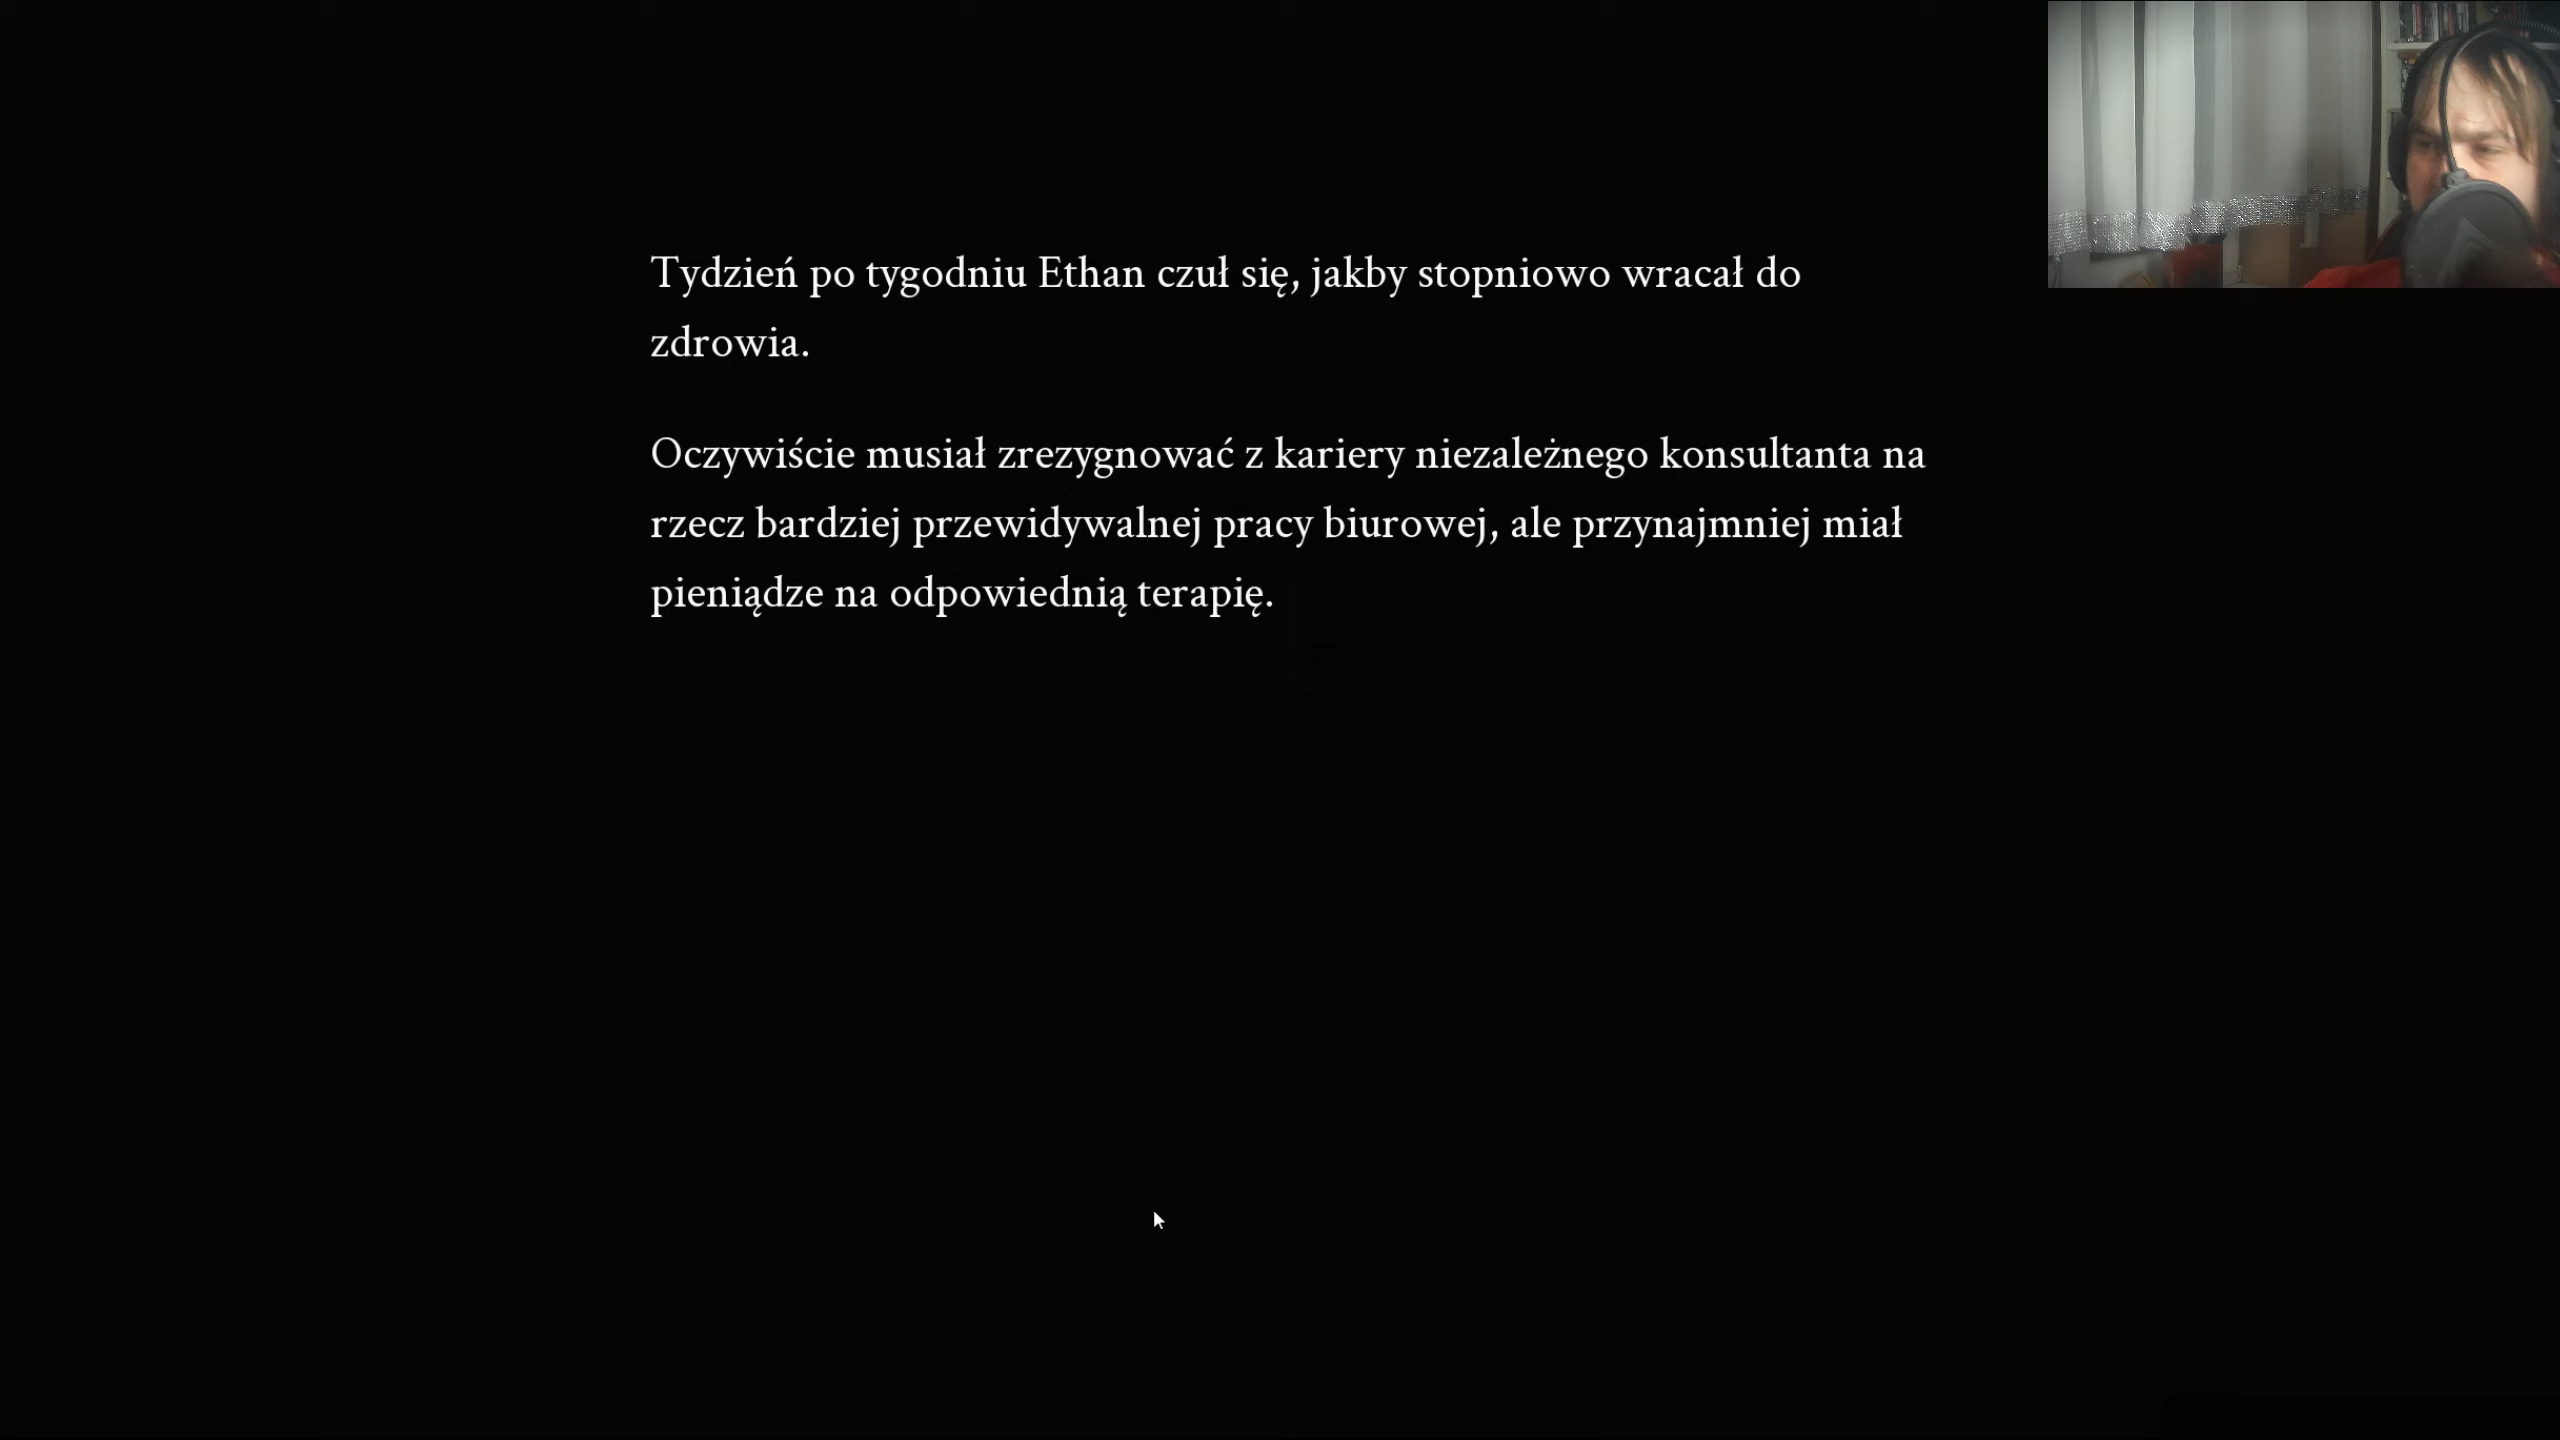 Tydzień po tygodniu Ethan czuł się, jakby stopniowo wracał do
zdrowia.
Oczywiście musiał zrezygnować z kariery niezależnego konsultanta na
rzecz bardziej przewidywalnej pracy biurowej, ale przynajmniej miał
pieniądze na odpowiednią terapię.